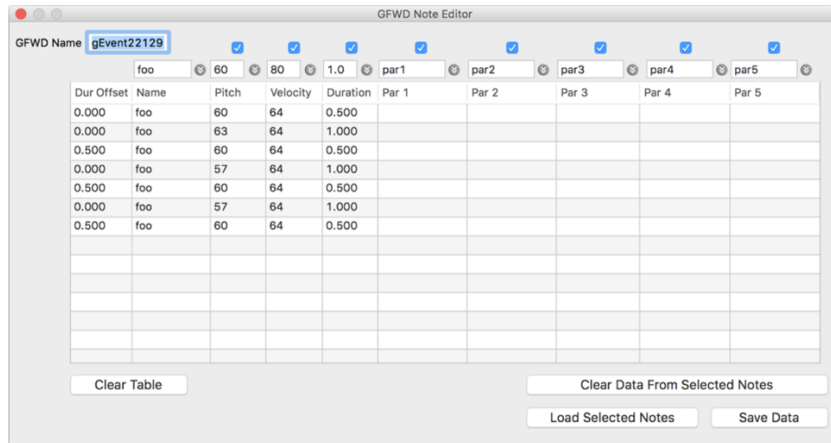 GFWD Note Editor
GFWD Name gEvent22129
foo 60 80 1.0 par1 par2 par3 par4 par5
Dur Offset Name Pitch Velocity Duration Par 1 Par 2 Par 3 Par 4 Par 5
0.000 foo 60 64 0.500
0.000 foo 63 64 1.000
0.500 foo 60 64 0.500
0.000 foo 57 64 1.000
0.500 foo 60 64 0.500
0.000 foo 57 64 1.000
0.500 foo 60 64 0.500
Clear Table Clear Data From Selected Notes
Load Selected Notes Save Data